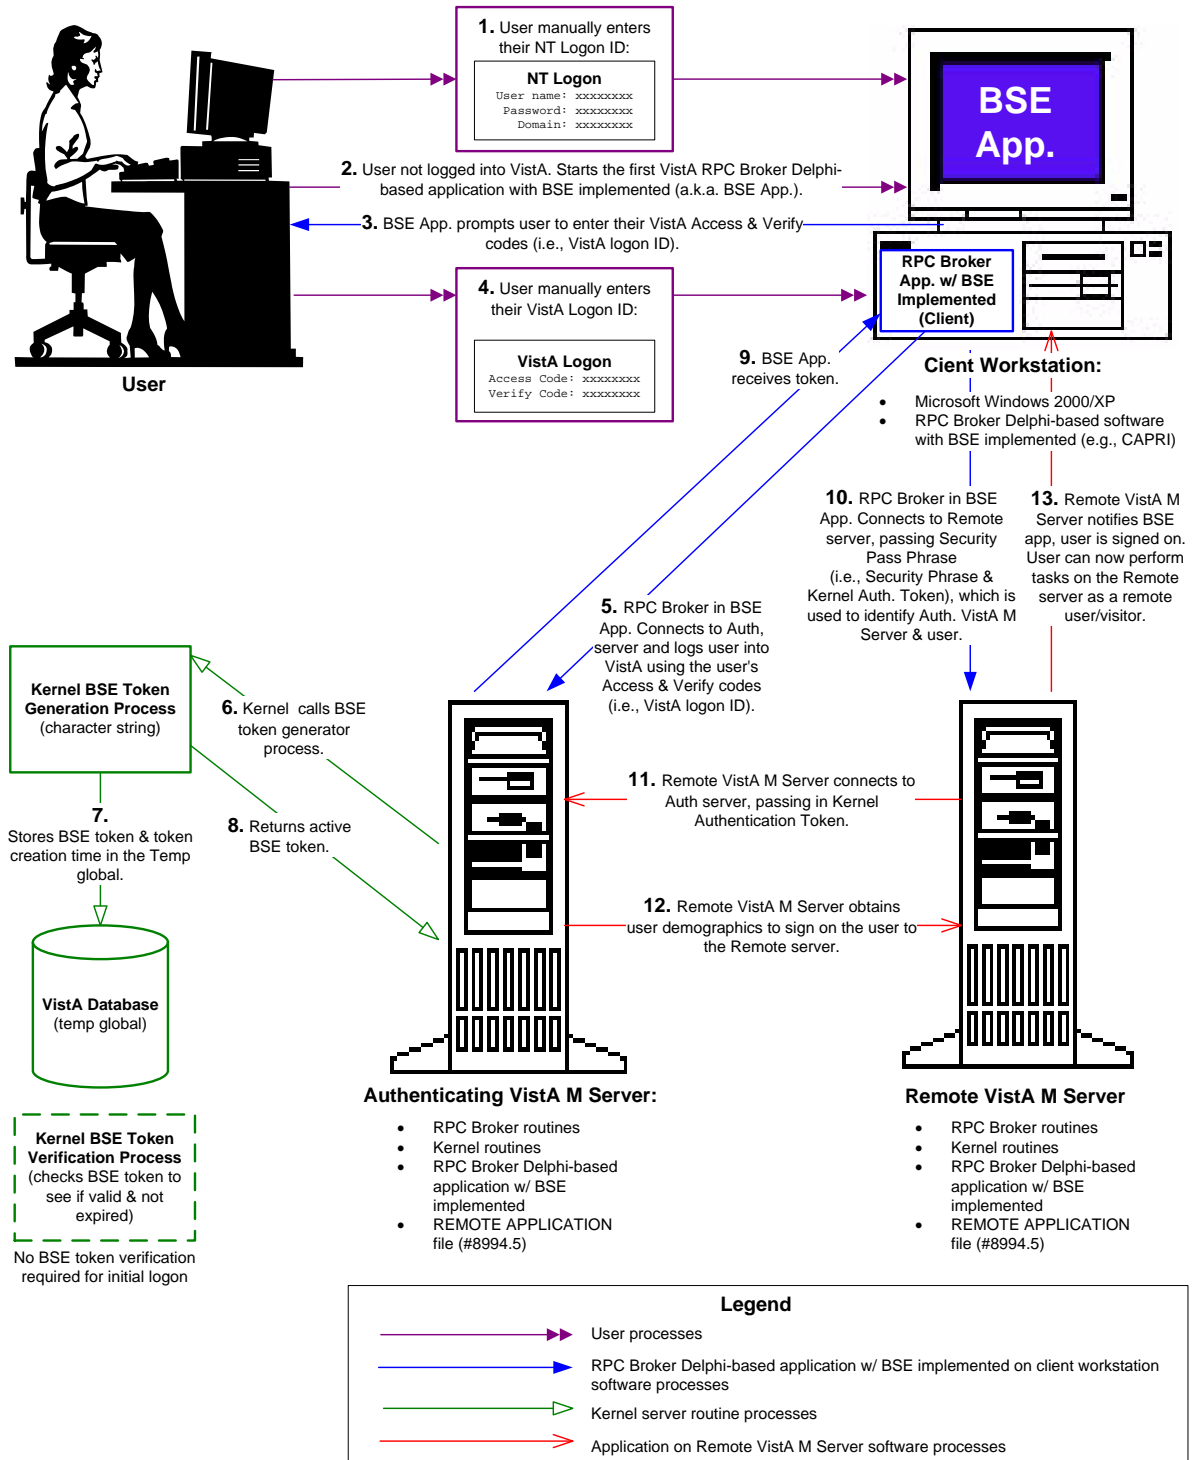 1. User manually enters
their NT Logon ID:
NT Logon
User name: xxxxxxxx
Password: xxxxxxxx
Domain: xxxxxxxx
BSE
App.
2. User not logged into VistA. Starts the first VistA RPC Broker Delphi-
based application with BSE implemented (a.k.a. BSE App.).
3. BSE App. prompts user to enter their VistA Access & Verify
codes (i.e., VistA logon ID).
RPC Broker
App. w/ BSE
Implemented
(Client)
4. User manually enters
their VistA Logon ID:
VistA Logon
Access Code: xxxxxxxx
Verify Code: xxxxxxxx
User
9. BSE App.
receives token.
Cient Workstation:
• Microsoft Windows 2000/XP
• RPC Broker Delphi-based software
with BSE implemented (e.g., CAPRI)
10. RPC Broker in BSE
App. Connects to Remote
server, passing Security
Pass Phrase
(i.e., Security Phrase &
Kernel Auth. Token), which is
used to identify Auth. VistA M
Server & user.
13. Remote VistA M
Server notifies BSE
app, user is signed on.
User can now perform
tasks on the Remote
server as a remote
user/visitor.
5. RPC Broker in BSE
App. Connects to Auth,
server and logs user into
VistA using the user's
Access & Verify codes
(i.e., VistA logon ID).
Kernel BSE Token
Generation Process
(character string)
6. Kernel calls BSE
token generator
process.
7.
Stores BSE token & token
creation time in the Temp
global.
8. Returns active
BSE token.
11. Remote VistA M Server connects to
Auth server, passing in Kernel
Authentication Token.
12. Remote VistA M Server obtains
user demographics to sign on the user to
the Remote server.
VistA Database
(temp global)
Kernel BSE Token
Verification Process
(checks BSE token to
see if valid & not
expired)
No BSE token verification
required for initial logon
Authenticating VistA M Server:
• RPC Broker routines
• Kernel routines
• RPC Broker Delphi-based
application w/ BSE
implemented
• REMOTE APPLICATION
file (#8994.5)
Remote VistA M Server
• RPC Broker routines
• Kernel routines
• RPC Broker Delphi-based
application w/ BSE
implemented
• REMOTE APPLICATION
file (#8994.5)
Legend
User processes
RPC Broker Delphi-based application w/ BSE implemented on client workstation
software processes
Kernel server routine processes
Application on Remote VistA M Server software processes